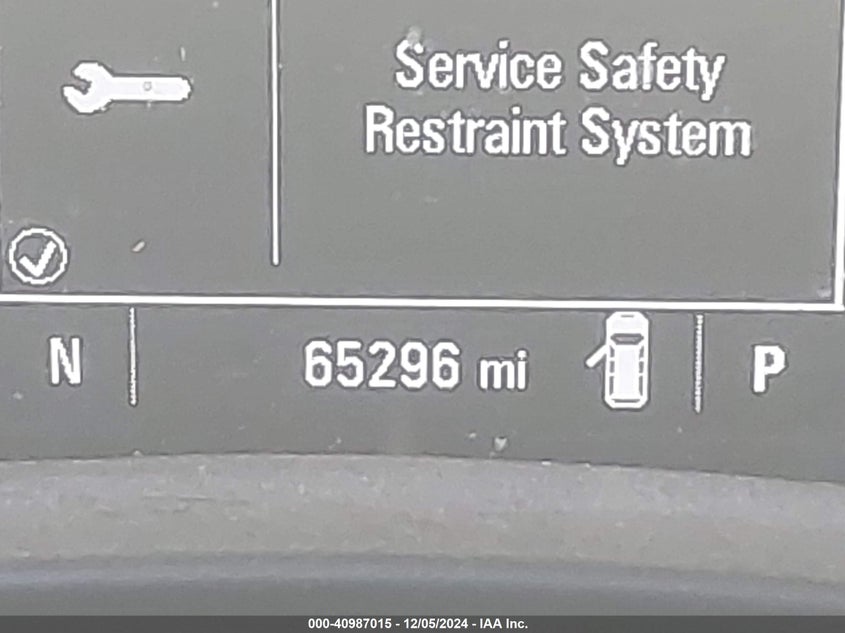 Service Safety
Restraint System
N
65296 mi
P
000-40987015 - 12/05/2024 - IAA Inc.